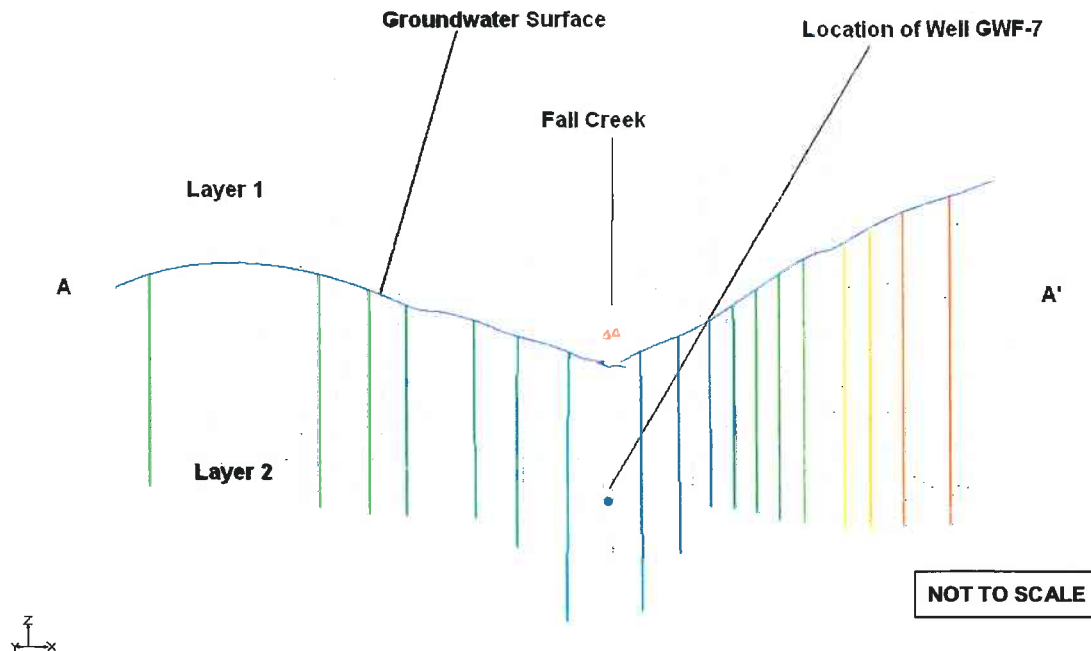 Groundwater Surface
Location of Well GWF-7
Fall Creek
Layer 1
A
A'
Layer 2
NOT TO SCALE
Z
Y X